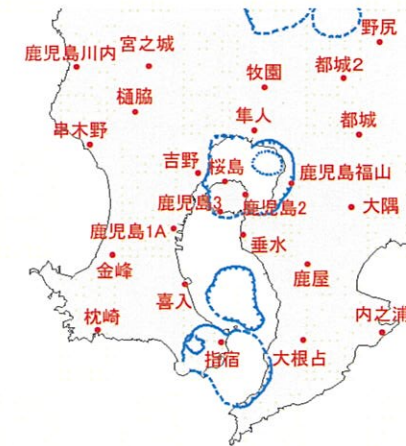 野尻
宮之城
鹿児島川内
都城2
牧園
樋脇
隼人
都城
串木野
吉野
桜島
鹿児島福山
鹿児島3
鹿児島2
大隅
鹿児島1A
垂水
金峰
鹿屋
喜入
内之浦
枕崎
指宿
大根占